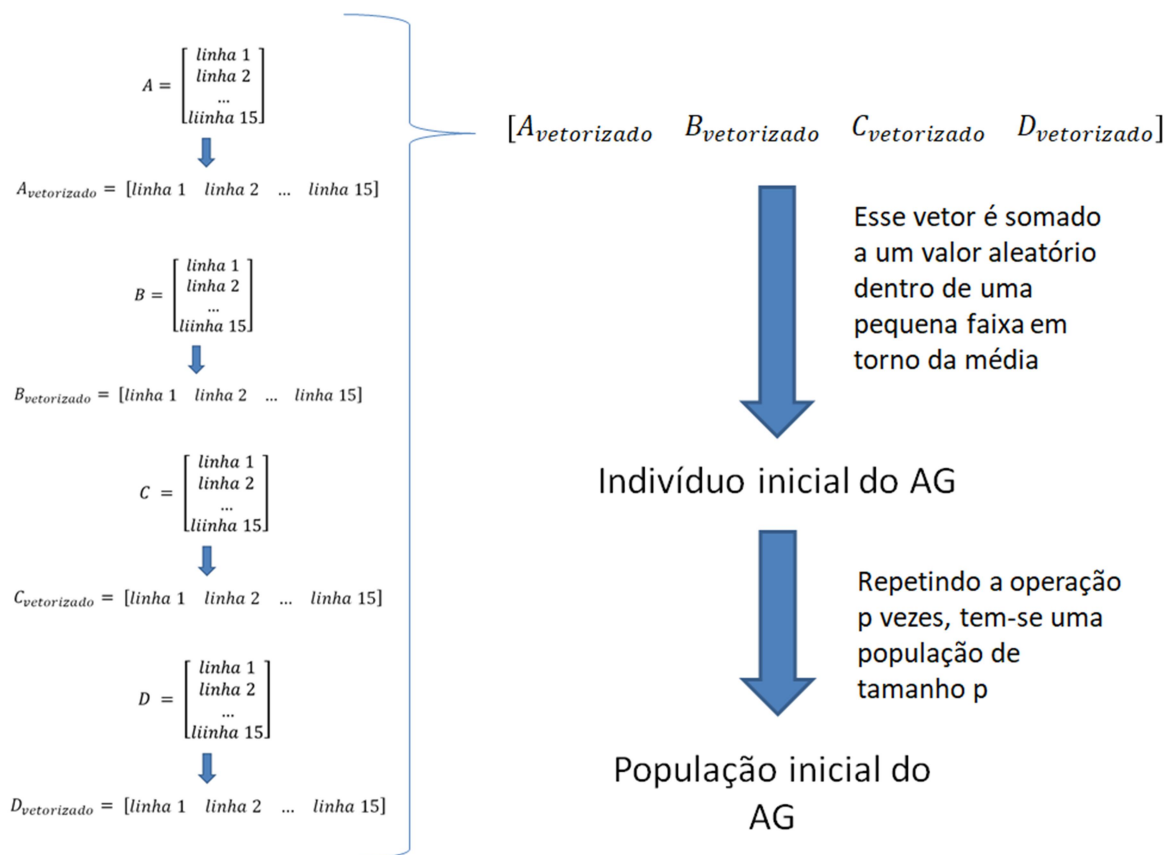 linha 1
linha 2
A = ...
liinha 15
A_vetorizado = [linha 1 linha 2 ... linha 15]
linha 1
linha 2
B = ...
liinha 15
B_vetorizado = [linha 1 linha 2 ... linha 15]
linha 1
linha 2
C = ...
liinha 15
C_vetorizado = [linha 1 linha 2 ... linha 15]
linha 1
linha 2
D = ...
liinha 15
D_vetorizado = [linha 1 linha 2 ... linha 15]
[A_vetorizado B_vetorizado C_vetorizado D_vetorizado]
Esse vetor é somado
a um valor aleatório
dentro de uma
pequena faixa em
torno da média
Indivíduo inicial do AG
Repetindo a operação
p vezes, tem-se uma
população de
tamanho p
População inicial do
AG